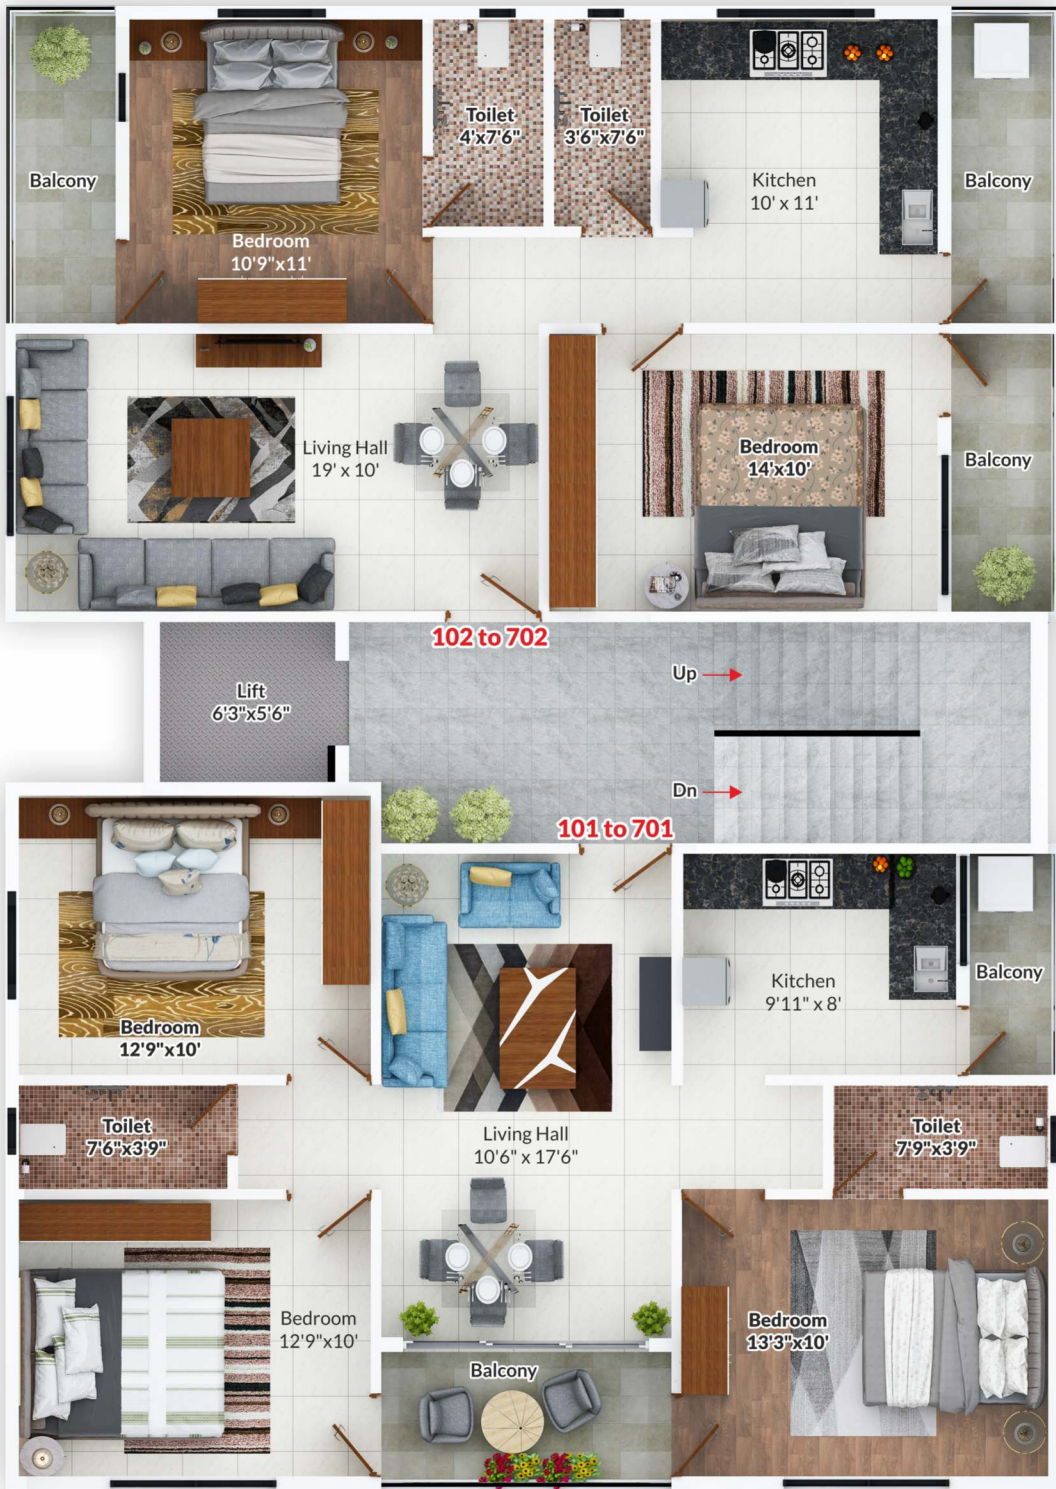 Balcony
Bedroom
10'9"x11'
Toilet
4'x7'6"
Toilet
3'6"x7'6"
Kitchen
10' x 11'
Balcony
Living Hall
19' x 10'
Bedroom
14'x10'
Balcony
102 to 702
Lift
6'3"x5'6"
Up
Dn
101 to 701
Bedroom
12'9"x10'
Kitchen
9'11" x 8'
Balcony
Toilet
7'6"x3'9"
Living Hall
10'6" x 17'6"
Toilet
7'9"x3'9"
Bedroom
12'9"x10'
Balcony
Bedroom
13'3"x10'